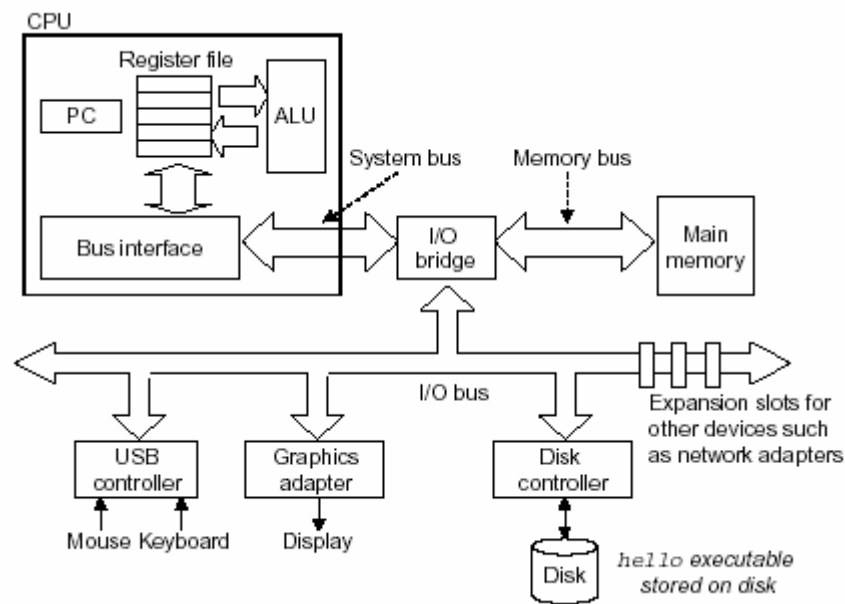 CPU
Register file
PC
ALU
System bus
Memory bus
Bus interface
I/O
bridge
Main
memory
I/O bus
Expansion slots for
other devices such
as network adapters
USB
controller
Graphics
adapter
Disk
controller
Mouse Keyboard
Display
Disk
hello executable
stored on disk